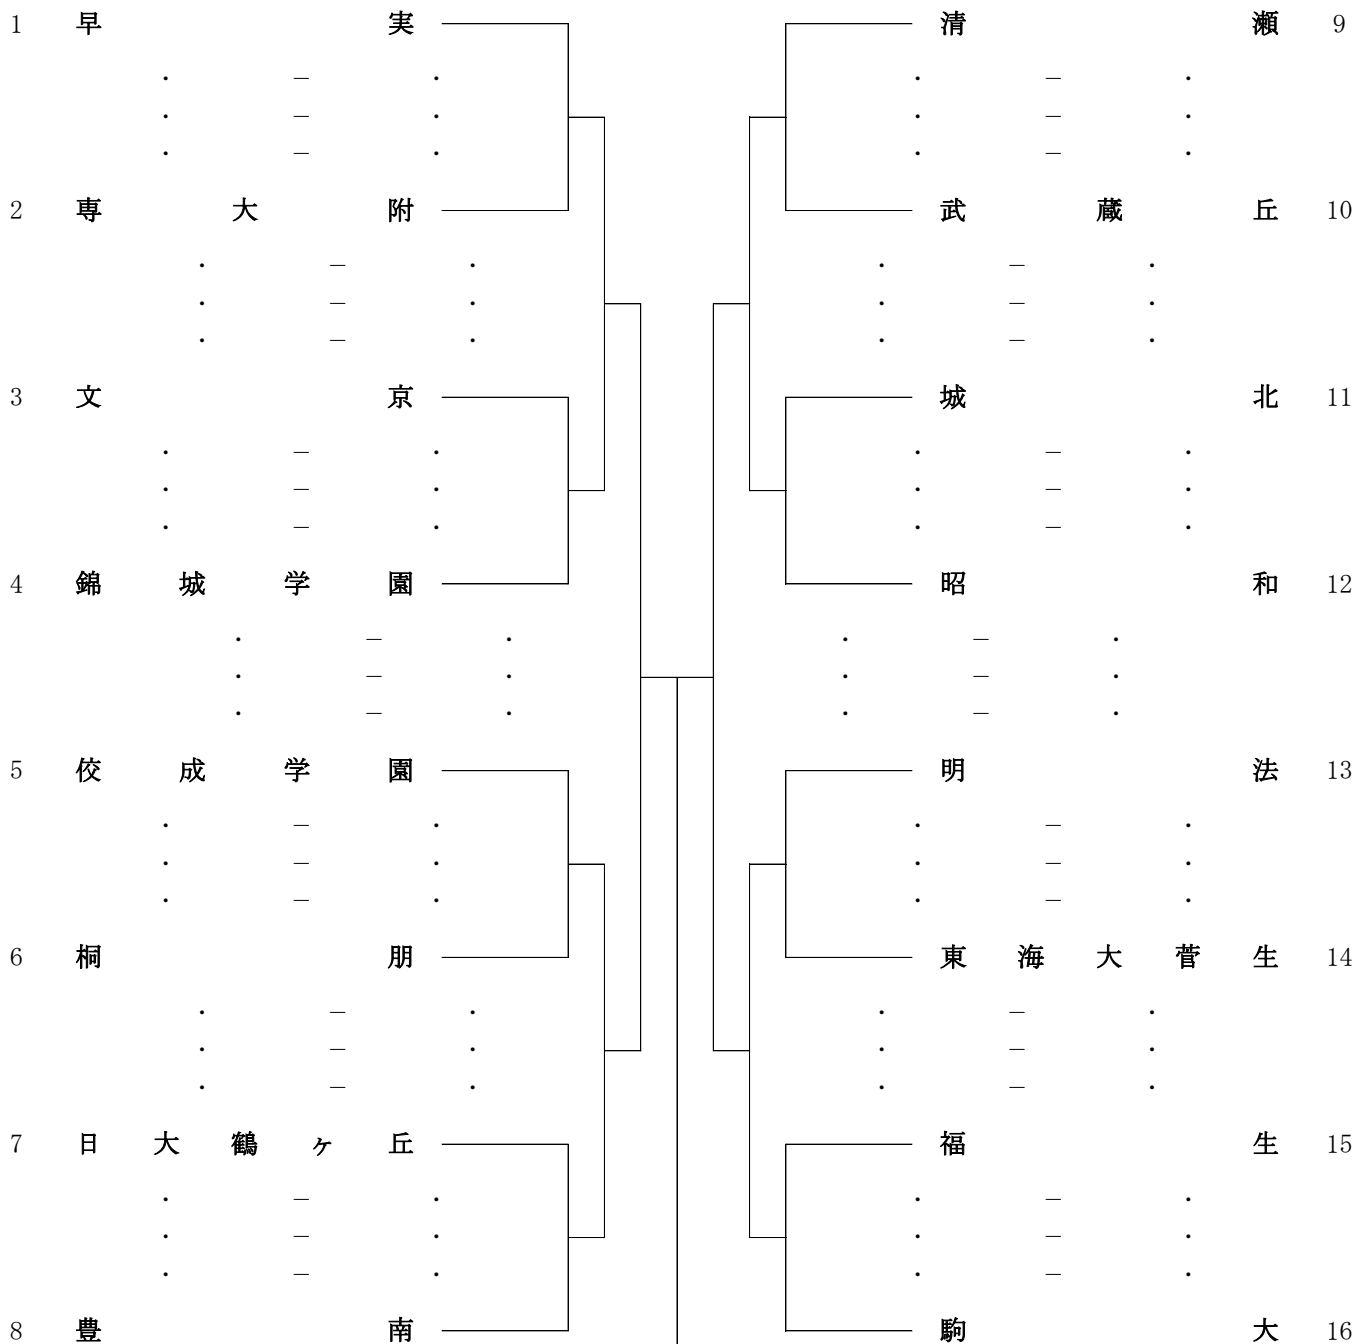 1 早実 清瀬 9
・ － ・ ・ － ・
・ － ・ ・ － ・
・ － ・ ・ － ・
2 専大附 武蔵丘 10
・ － ・ ・ － ・
・ － ・ ・ － ・
・ － ・ ・ － ・
3 文京 城北 11
・ － ・ ・ － ・
・ － ・ ・ － ・
・ － ・ ・ － ・
4 錦城学園 昭和 12
・ － ・ ・ － ・
・ － ・ ・ － ・
・ － ・ ・ － ・
5 佼成学園 明法 13
・ － ・ ・ － ・
・ － ・ ・ － ・
・ － ・ ・ － ・
6 桐朋 東海大菅生 14
・ － ・ ・ － ・
・ － ・ ・ － ・
・ － ・ ・ － ・
7 日大鶴ヶ丘 福生 15
・ － ・ ・ － ・
・ － ・ ・ － ・
・ － ・ ・ － ・
8 豊南 駒大 16